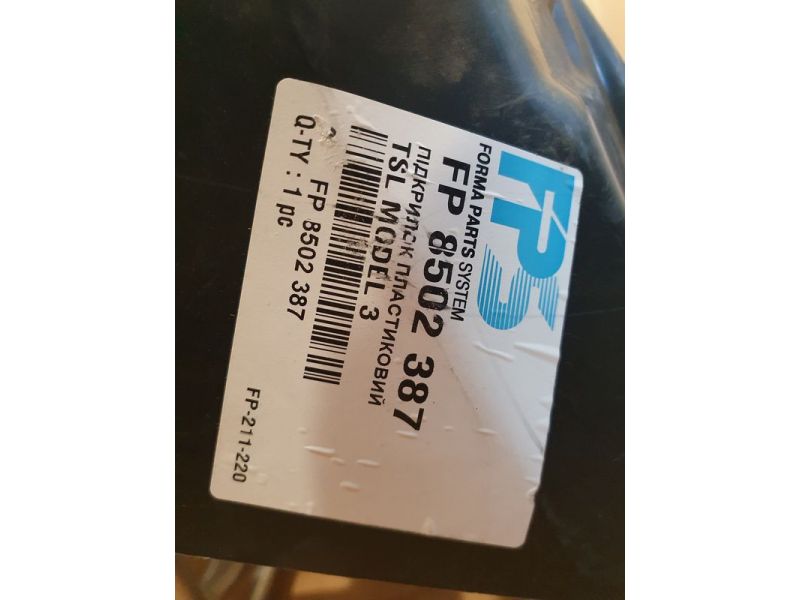 FPS
FORMA PARTS SYSTEM
FP 8502 387
ПІДКРИЛОК ПЛАСТИКОВИЙ
TSL MODEL 3
FP 8502 387
Q-TY : 1 pc
FP-211-220